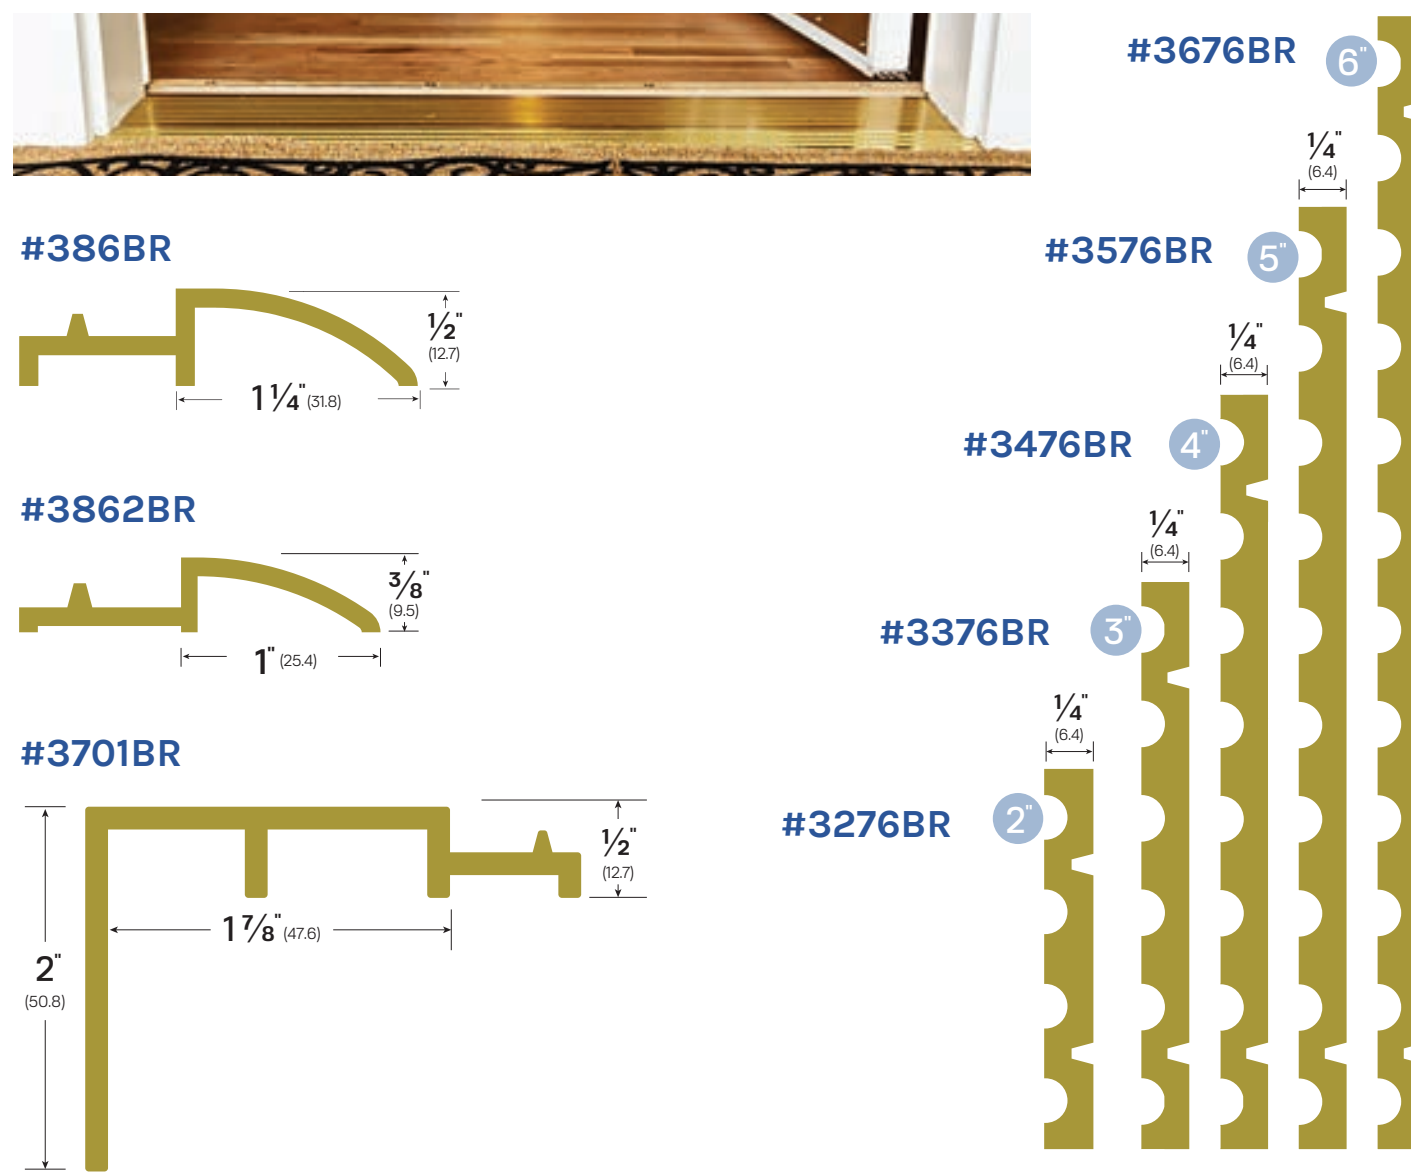 #386BR
1/2"
(12.7)
1 1/4" (31.8)
#3862BR
3/8"
(9.5)
1" (25.4)
#3701BR
1/2"
(12.7)
1 7/8" (47.6)
2"
(50.8)
#3676BR 6"
1/4"
(6.4)
#3576BR 5"
1/4"
(6.4)
#3476BR 4"
1/4"
(6.4)
#3376BR 3"
1/4"
(6.4)
#3276BR 2"